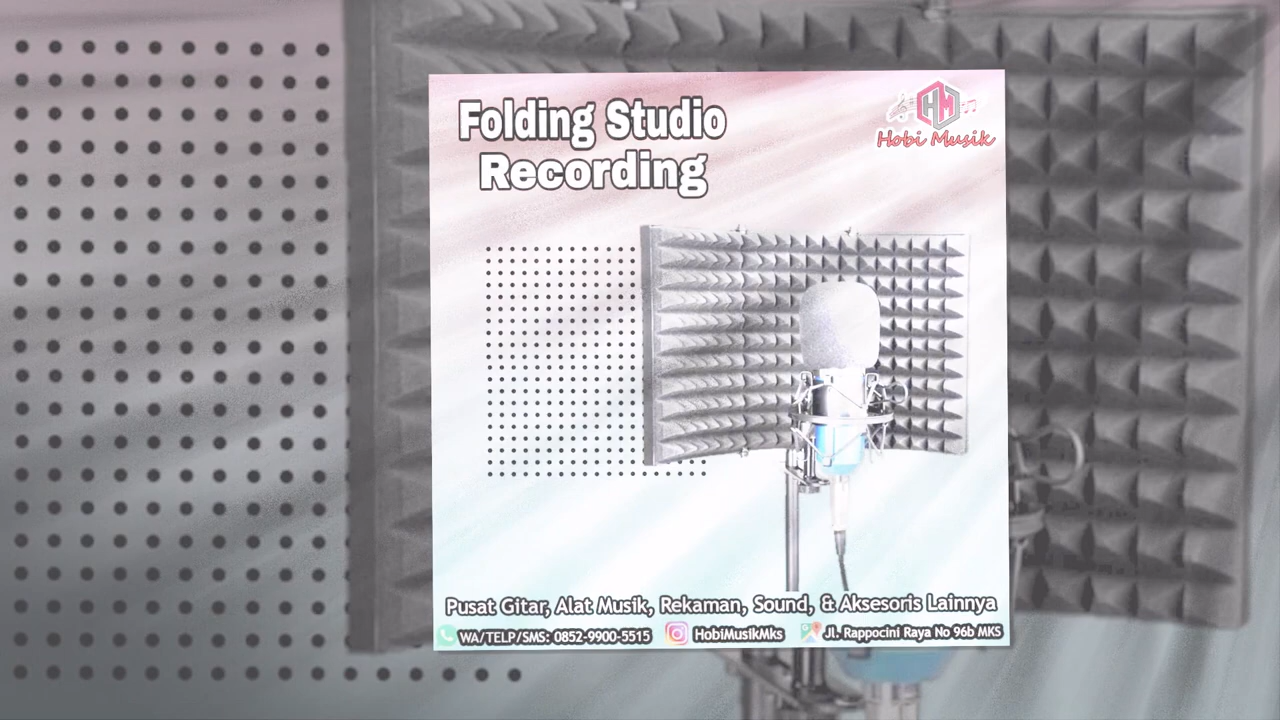 Folding Studio
Recording
HM
Hobi Musik
Pusat Gitar, Alat Musik, Rekaman, Sound, & Aksesoris Lainnya
WA/TELP/SMS: 0852-9900-5515 HobiMusikMks Jl. Rappocini Raya No 96b MKS